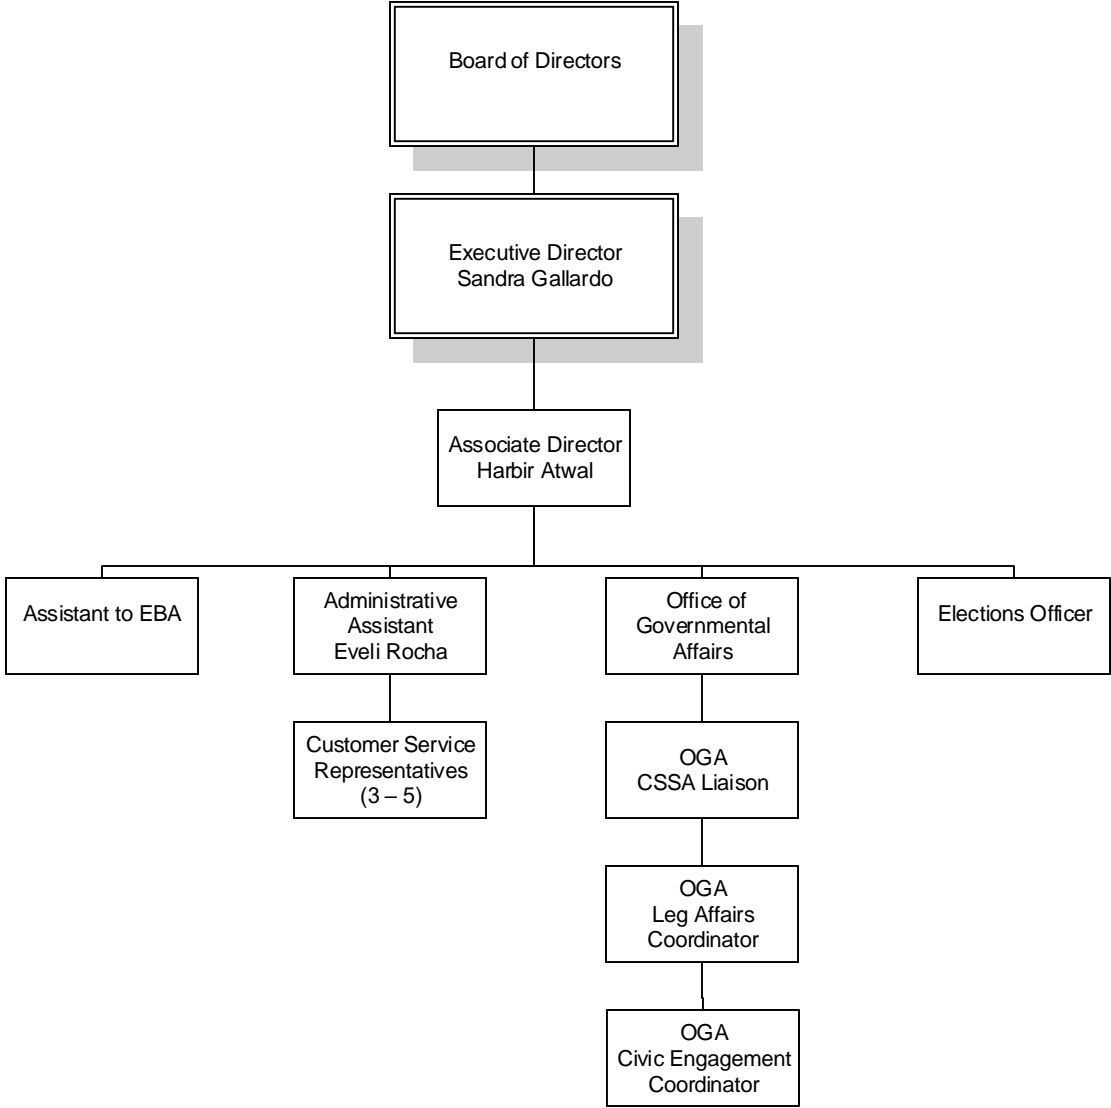 Board of Directors
Executive Director
Sandra Gallardo
Associate Director
Harbir Atwal
Assistant to EBA
Administrative
Assistant
Eveli Rocha
Office of
Governmental
Affairs
Elections Officer
Customer Service
Representatives
(3 – 5)
OGA
CSSA Liaison
OGA
Leg Affairs
Coordinator
OGA
Civic Engagement
Coordinator